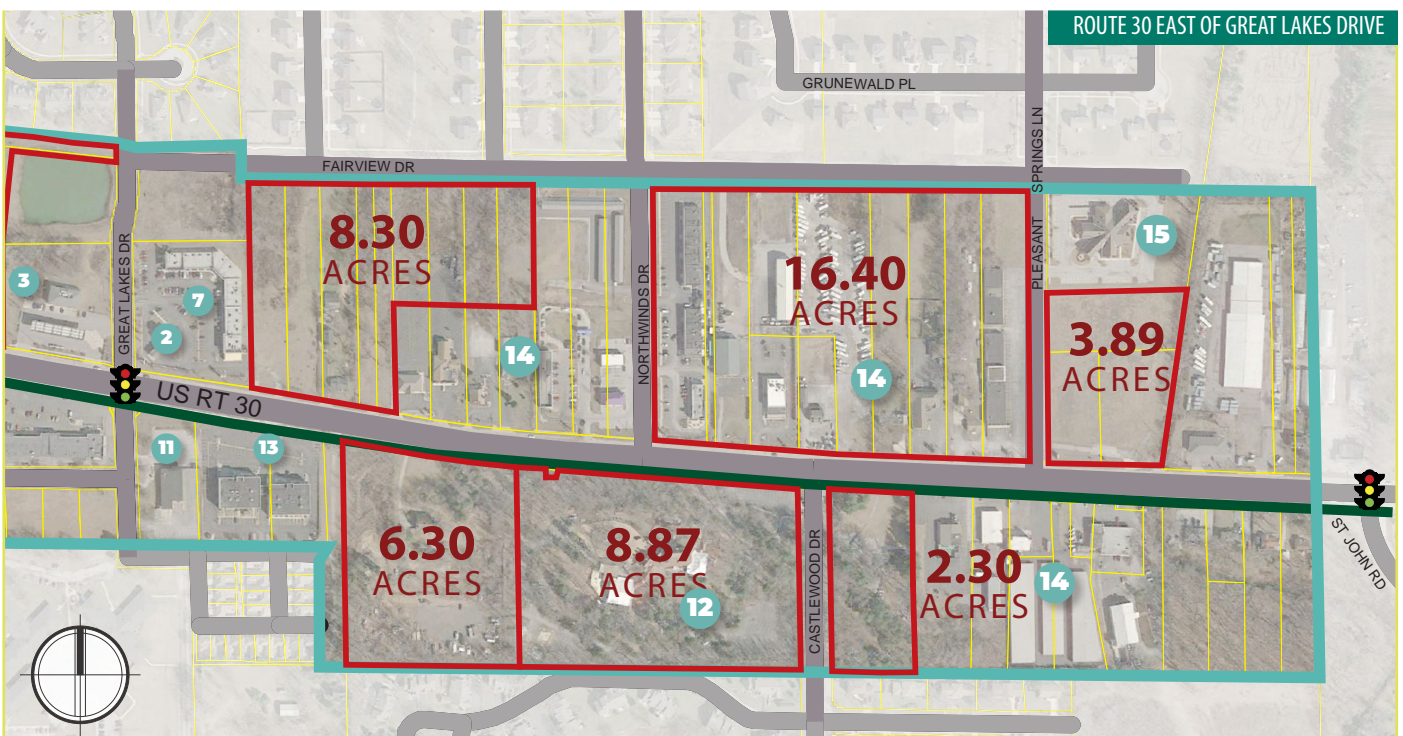 ROUTE 30 EAST OF GREAT LAKES DRIVE
GRUNEWALD PL
FAIRVIEW DR
PLEASANT SPRINGS LN
GREAT LAKES DR
3
7
2
8.30
ACRES
14
NORTHWINDS DR
16.40
ACRES
14
15
3.89
ACRES
US RT 30
11
13
6.30
ACRES
8.87
ACRES
12
CASTLEWOOD DR
2.30
ACRES
14
ST JOHN RD